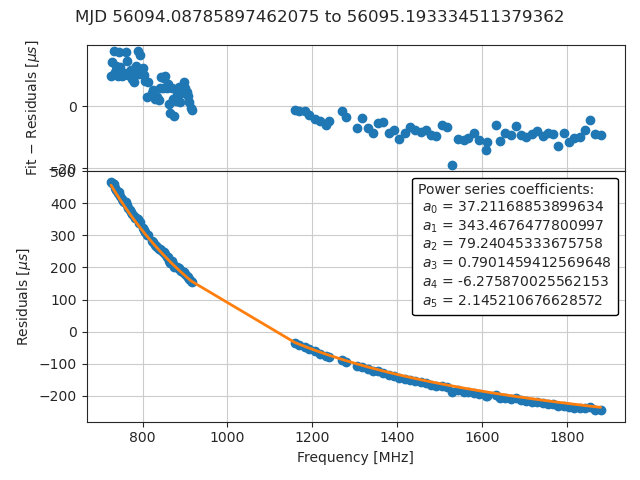 MJD 56094.08785897462075 to 56095.193334511379362
Fit − Residuals [μs]
0
−20
Residuals [μs]
500
400
300
200
100
0
−100
−200
Power series coefficients:
a₀ = 37.21168853899634
a₁ = 343.4676477800997
a₂ = 79.24045333675758
a₃ = 0.7901459412569648
a₄ = -6.275870025562153
a₅ = 2.145210676628572
800 1000 1200 1400 1600 1800
Frequency [MHz]